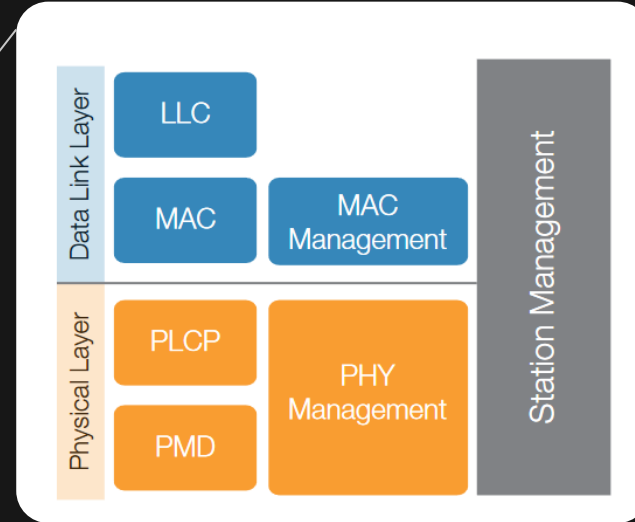 Data Link Layer
LLC
MAC
MAC
Management
Physical Layer
PLCP
PMD
PHY
Management
Station Management